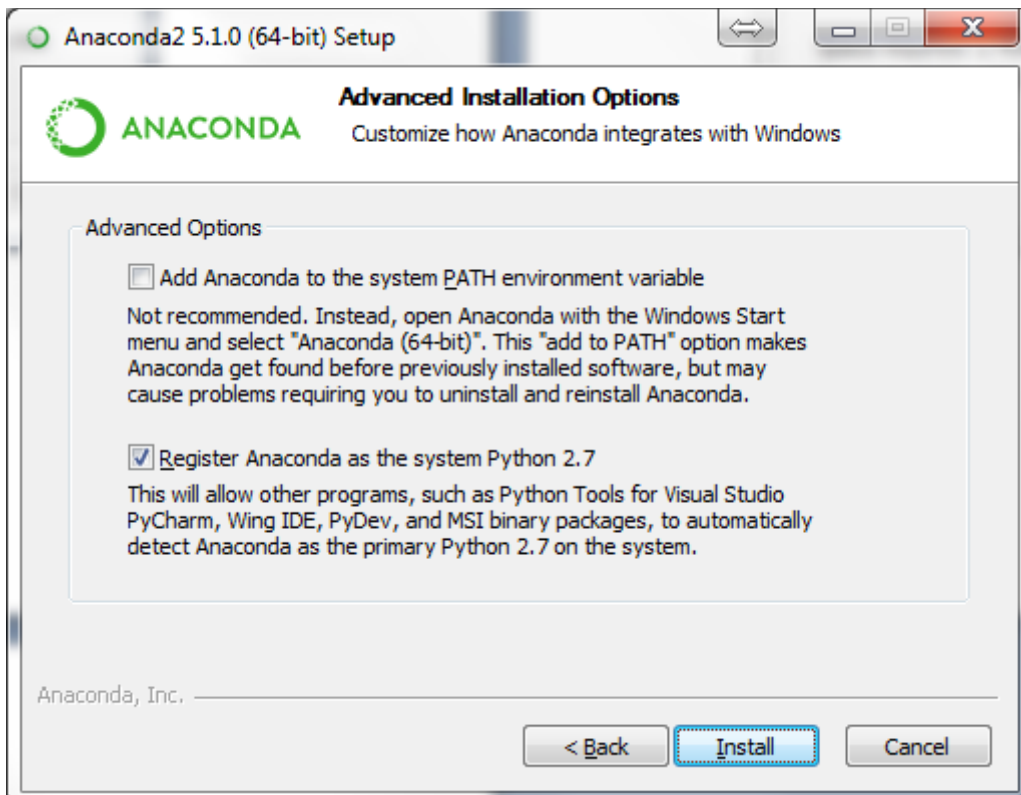 Anaconda2 5.1.0 (64-bit) Setup
ANACONDA
Advanced Installation Options
Customize how Anaconda integrates with Windows
Advanced Options
Add Anaconda to the system PATH environment variable
Not recommended. Instead, open Anaconda with the Windows Start
menu and select "Anaconda (64-bit)". This "add to PATH" option makes
Anaconda get found before previously installed software, but may
cause problems requiring you to uninstall and reinstall Anaconda.
Register Anaconda as the system Python 2.7
This will allow other programs, such as Python Tools for Visual Studio
PyCharm, Wing IDE, PyDev, and MSI binary packages, to automatically
detect Anaconda as the primary Python 2.7 on the system.
Anaconda, Inc.
< Back Install Cancel